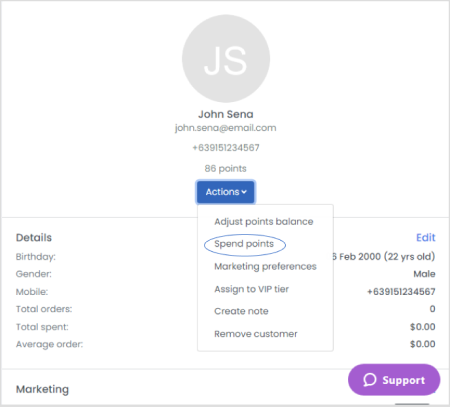 JS
John Sena
john.sena@email.com
+639151234567
86 points
Actions
Adjust points balance
Spend points
Marketing preferences
Assign to VIP tier
Create note
Remove customer
Details Edit
Birthday: Feb 2000 (22 yrs old)
Gender: Male
Mobile: +639151234567
Total orders: 0
Total spent: $0.00
Average order: $0.00
Marketing
Support